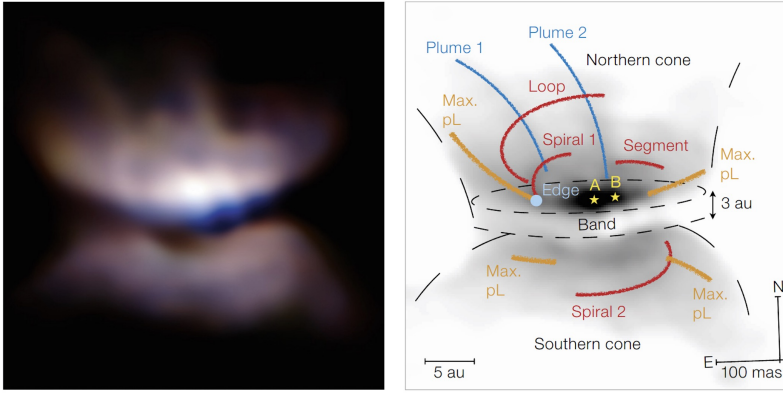 Plume 2
Plume 1
Northern cone
Loop
Max.
pL
Spiral 1
Segment
Max.
pL
Edge
A
B
3 au
Band
Max.
pL
Max.
pL
Spiral 2
N
Southern cone
E
5 au
100 mas